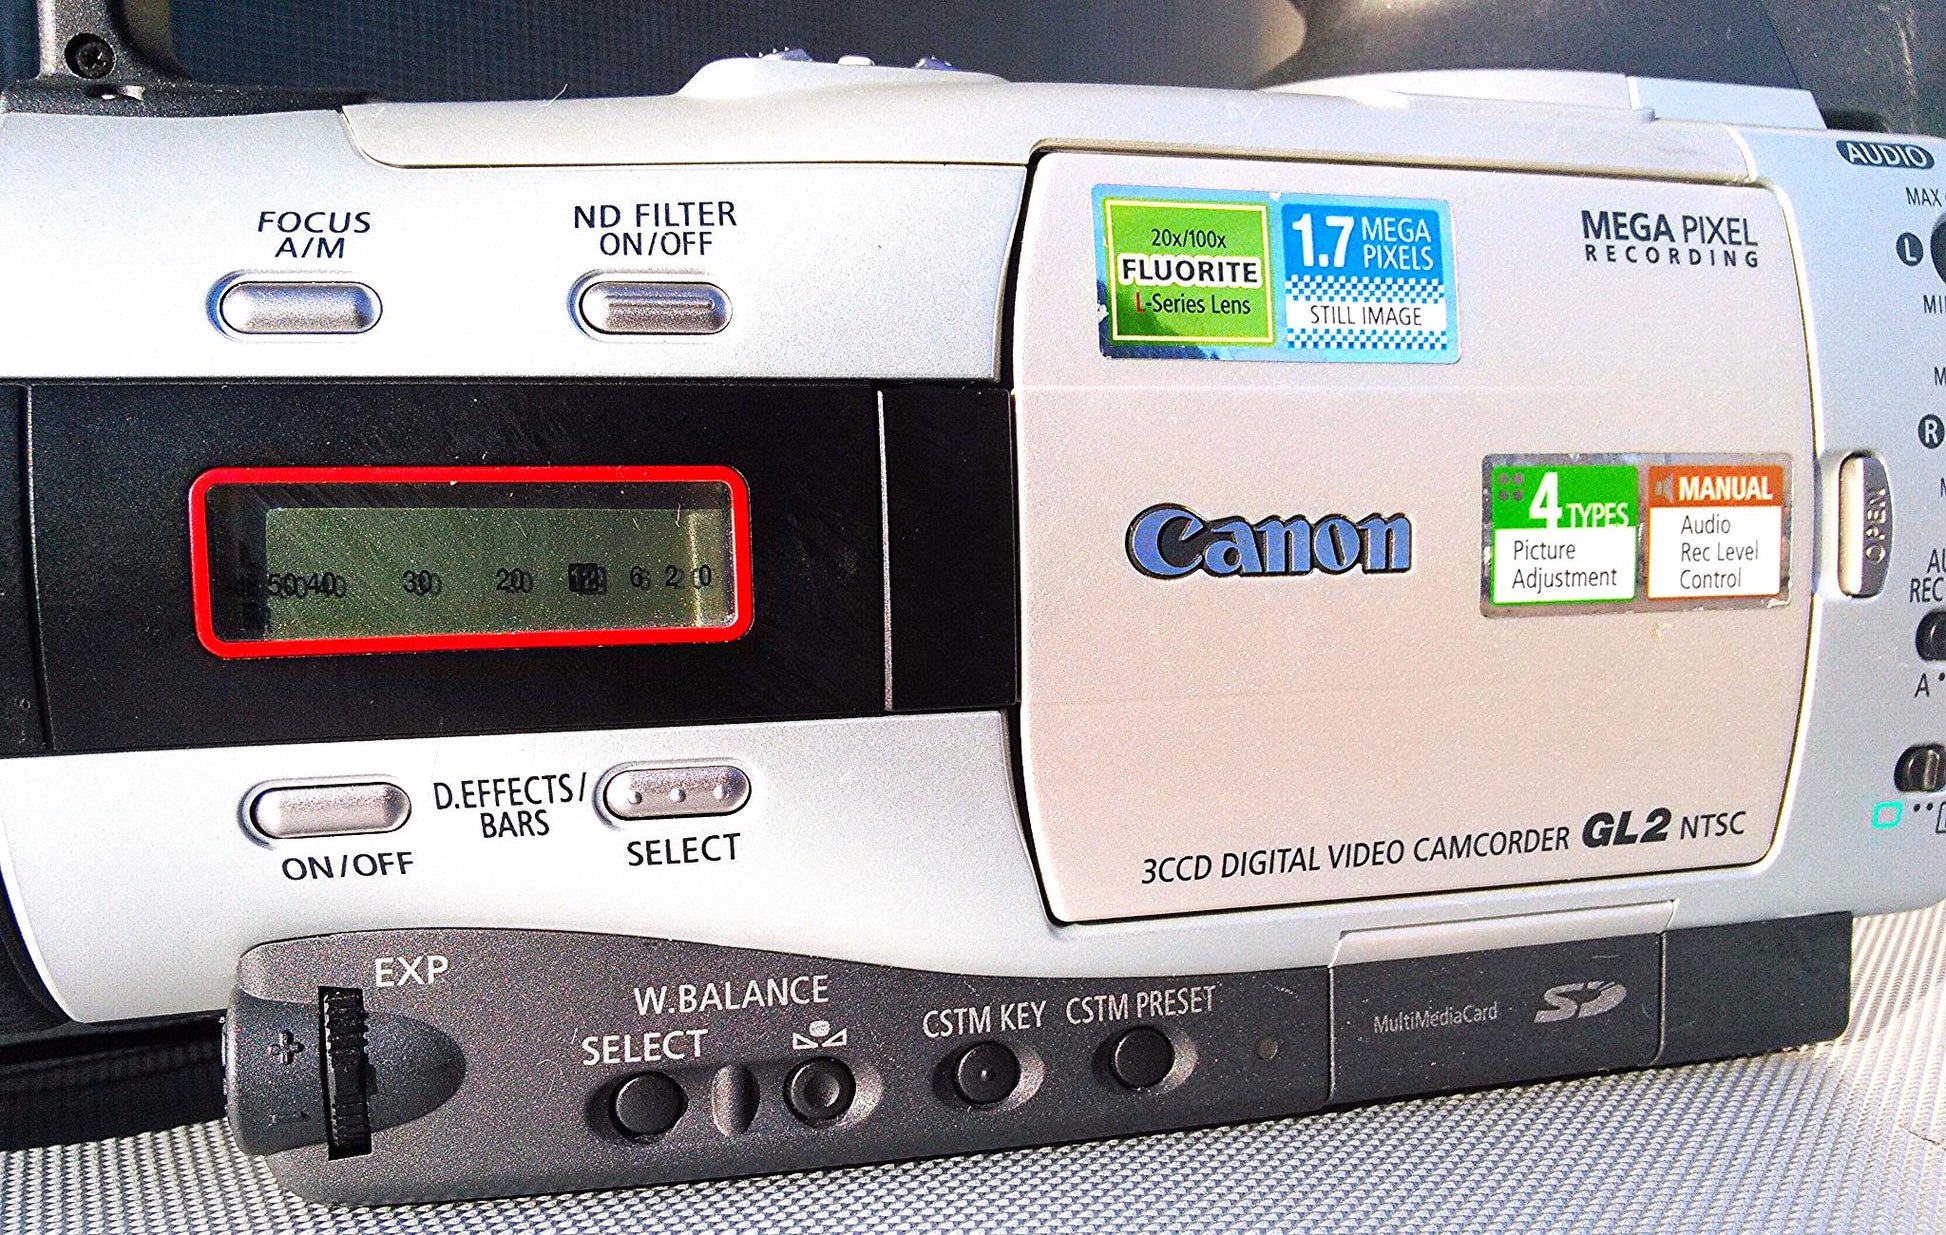 FOCUS
A/M
ND FILTER
ON/OFF
20x/100x
FLUORITE
L-Series Lens
1.7 MEGA
PIXELS
STILL IMAGE
MEGA PIXEL
RECORDING
AUDIO
MAX
L
R
50 40 30 20 12 6 2 0
Canon
4 TYPES
Picture
Adjustment
MANUAL
Audio
Rec Level
Control
OPEN
A
D.EFFECTS/
BARS
ON/OFF
SELECT
3CCD DIGITAL VIDEO CAMCORDER GL2 NTSC
EXP
+
W.BALANCE
SELECT
CSTM KEY
CSTM PRESET
MultiMediaCard
SD